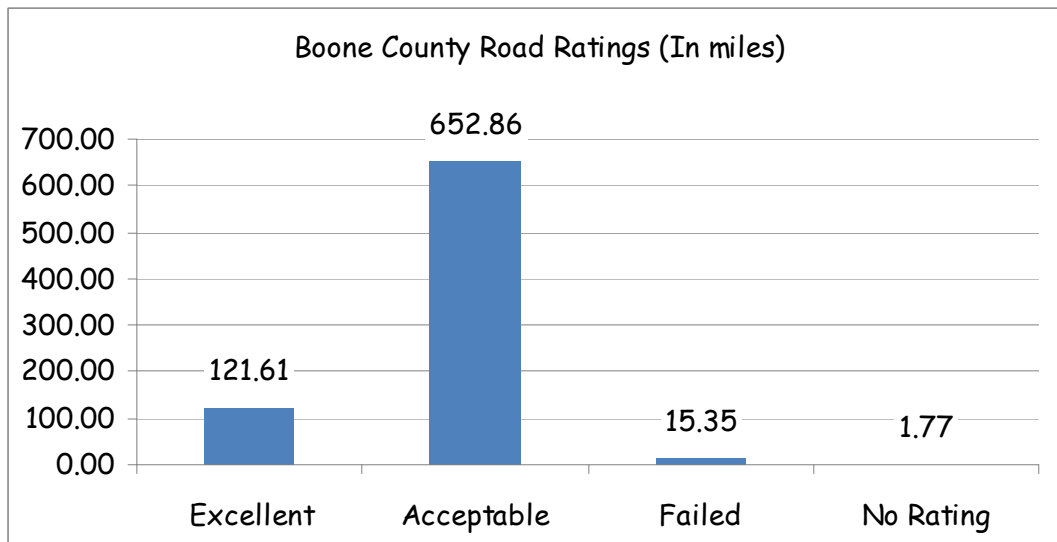 Boone County Road Ratings (In miles)
700.00
600.00
500.00
400.00
300.00
200.00
100.00
0.00
652.86
121.61
15.35
1.77
Excellent
Acceptable
Failed
No Rating